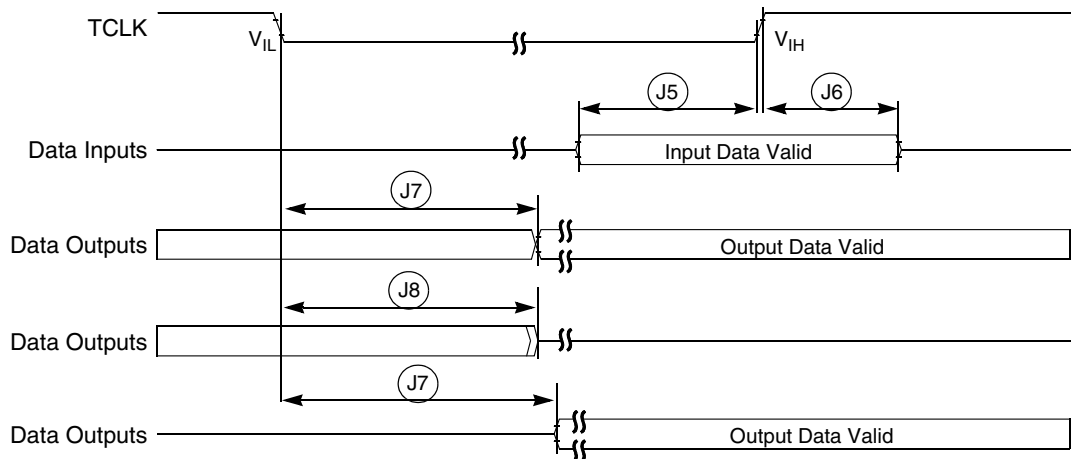 TCLK
VIL
VIH
J5
J6
Data Inputs
Input Data Valid
J7
Data Outputs
Output Data Valid
J8
Data Outputs
J7
Data Outputs
Output Data Valid